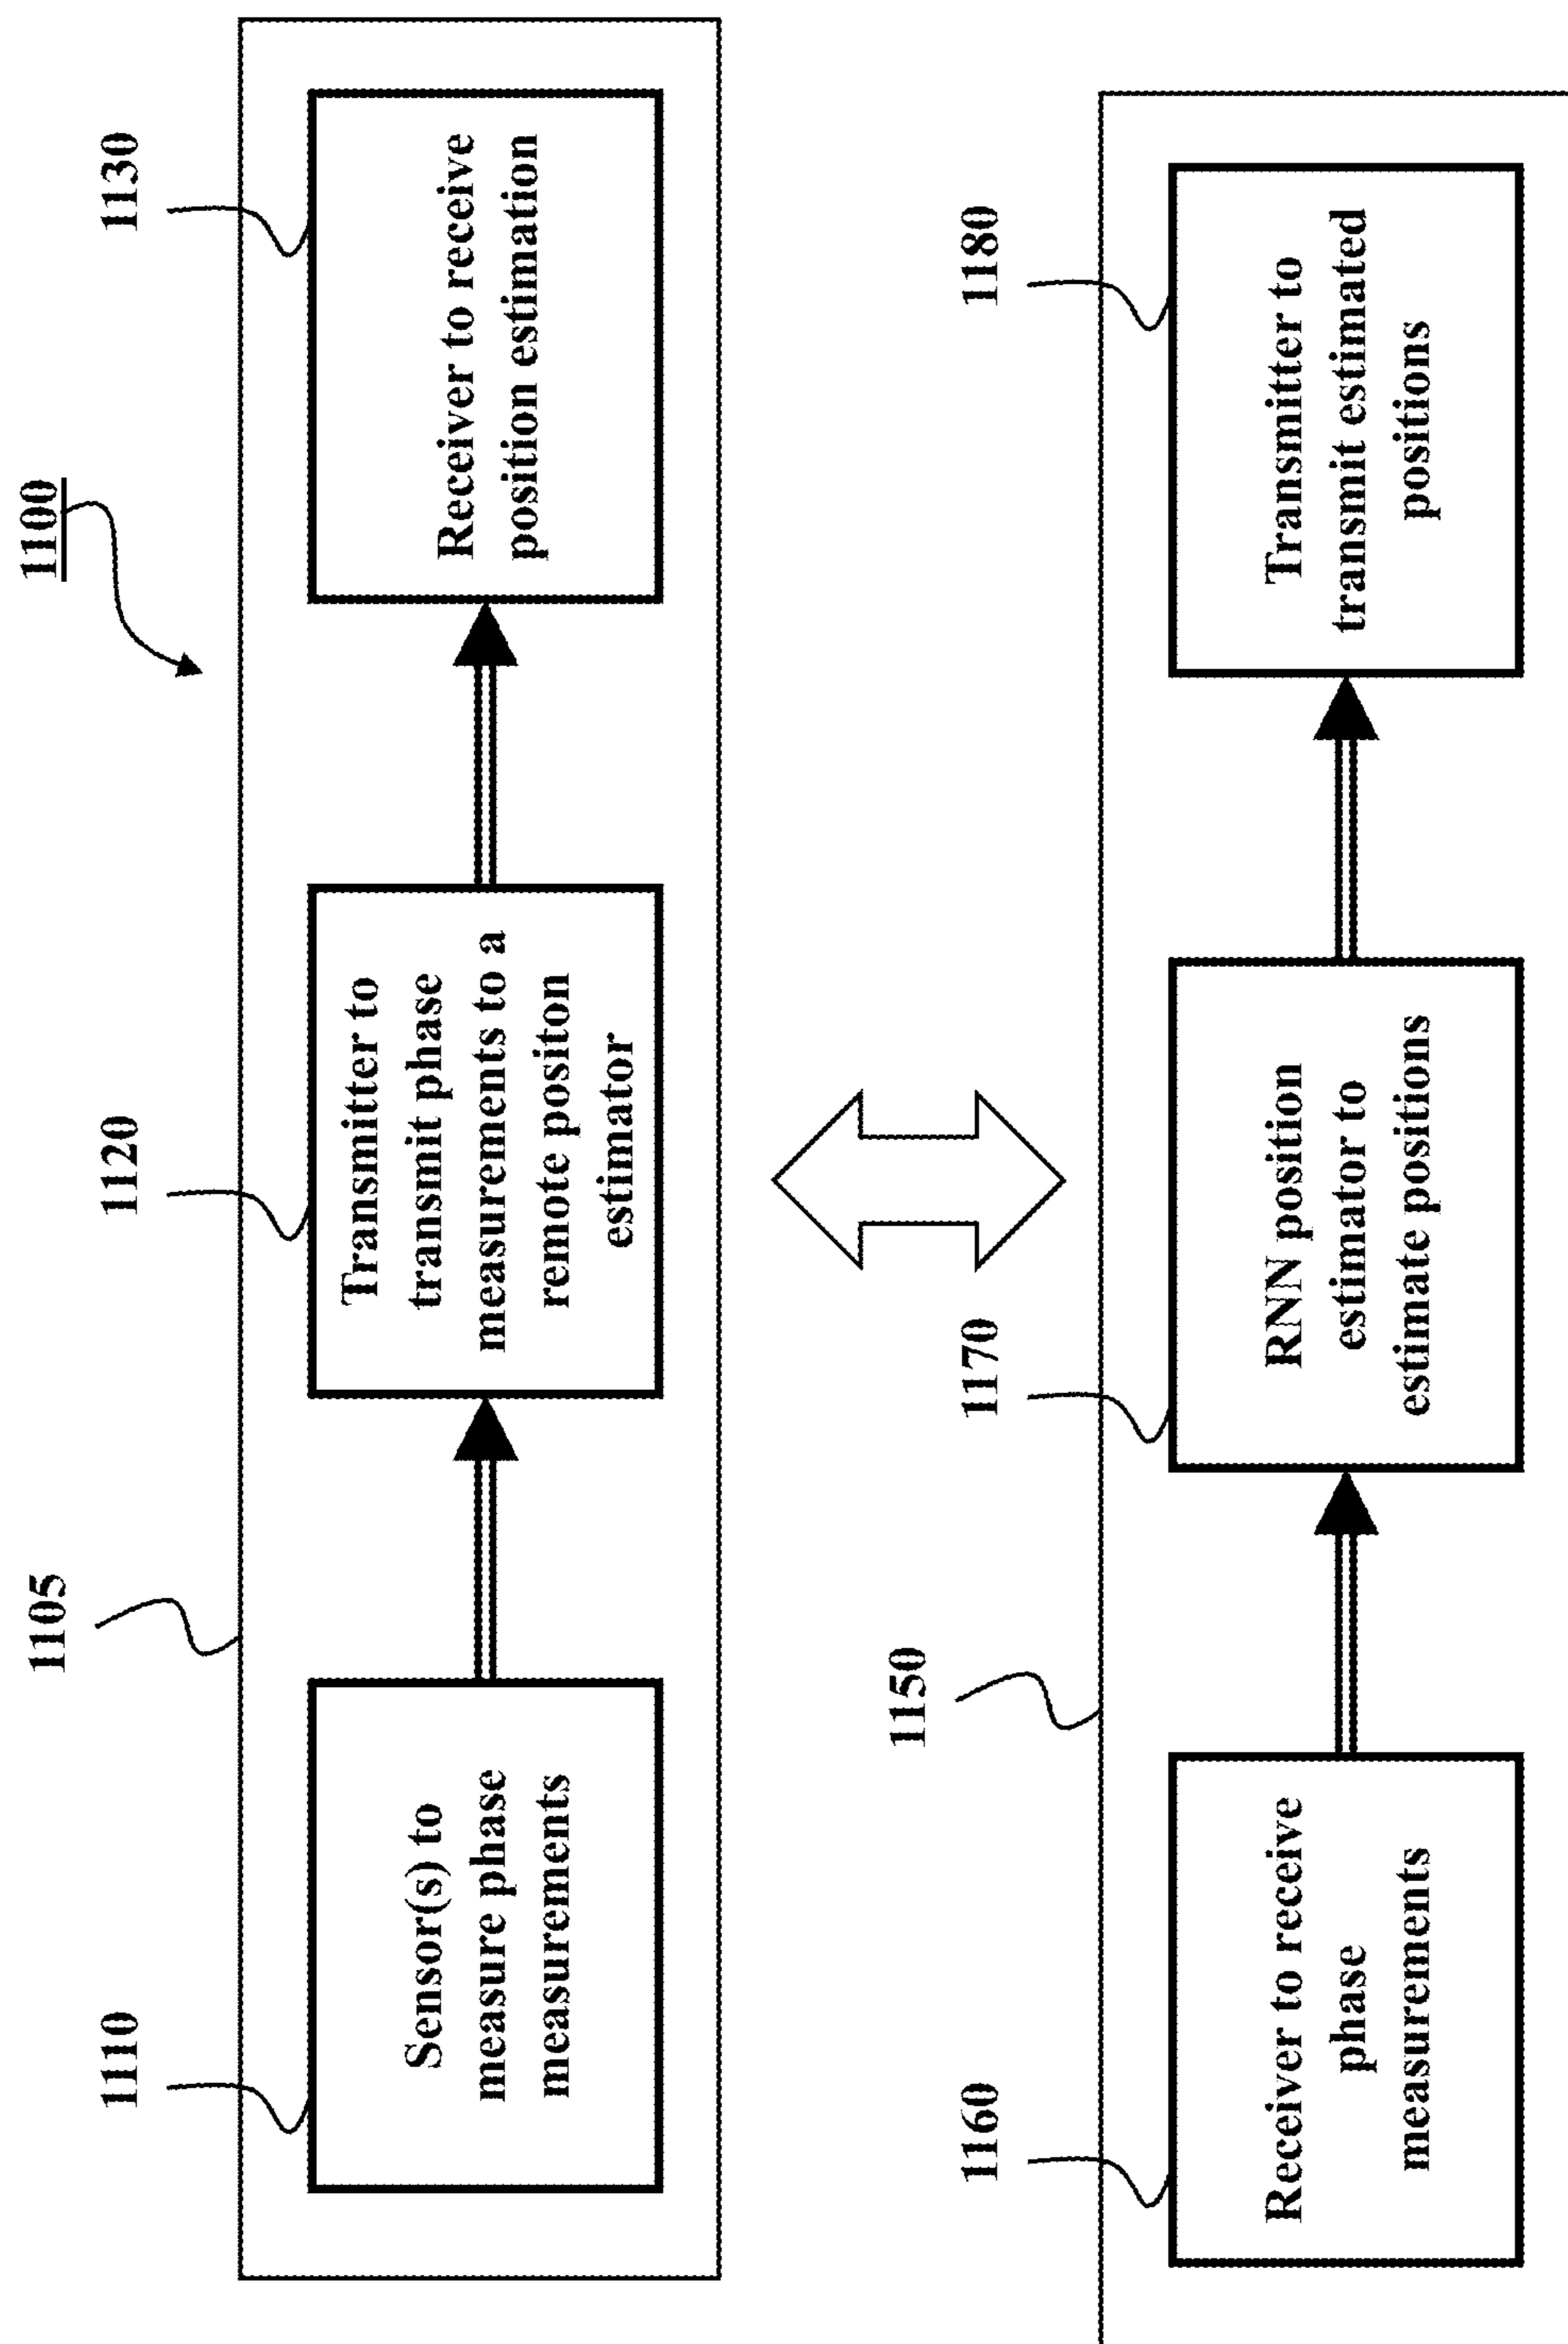 1100
1105
1110
Sensor(s) to
measure phase
measurements
1120
Transmitter to
transmit phase
measurements to a
remote positon
estimator
1130
Receiver to receive
position estimation
1150
1160
Receiver to receive
phase
measurements
1170
RNN position
estimator to
estimate positions
1180
Transmitter to
transmit estimated
positions